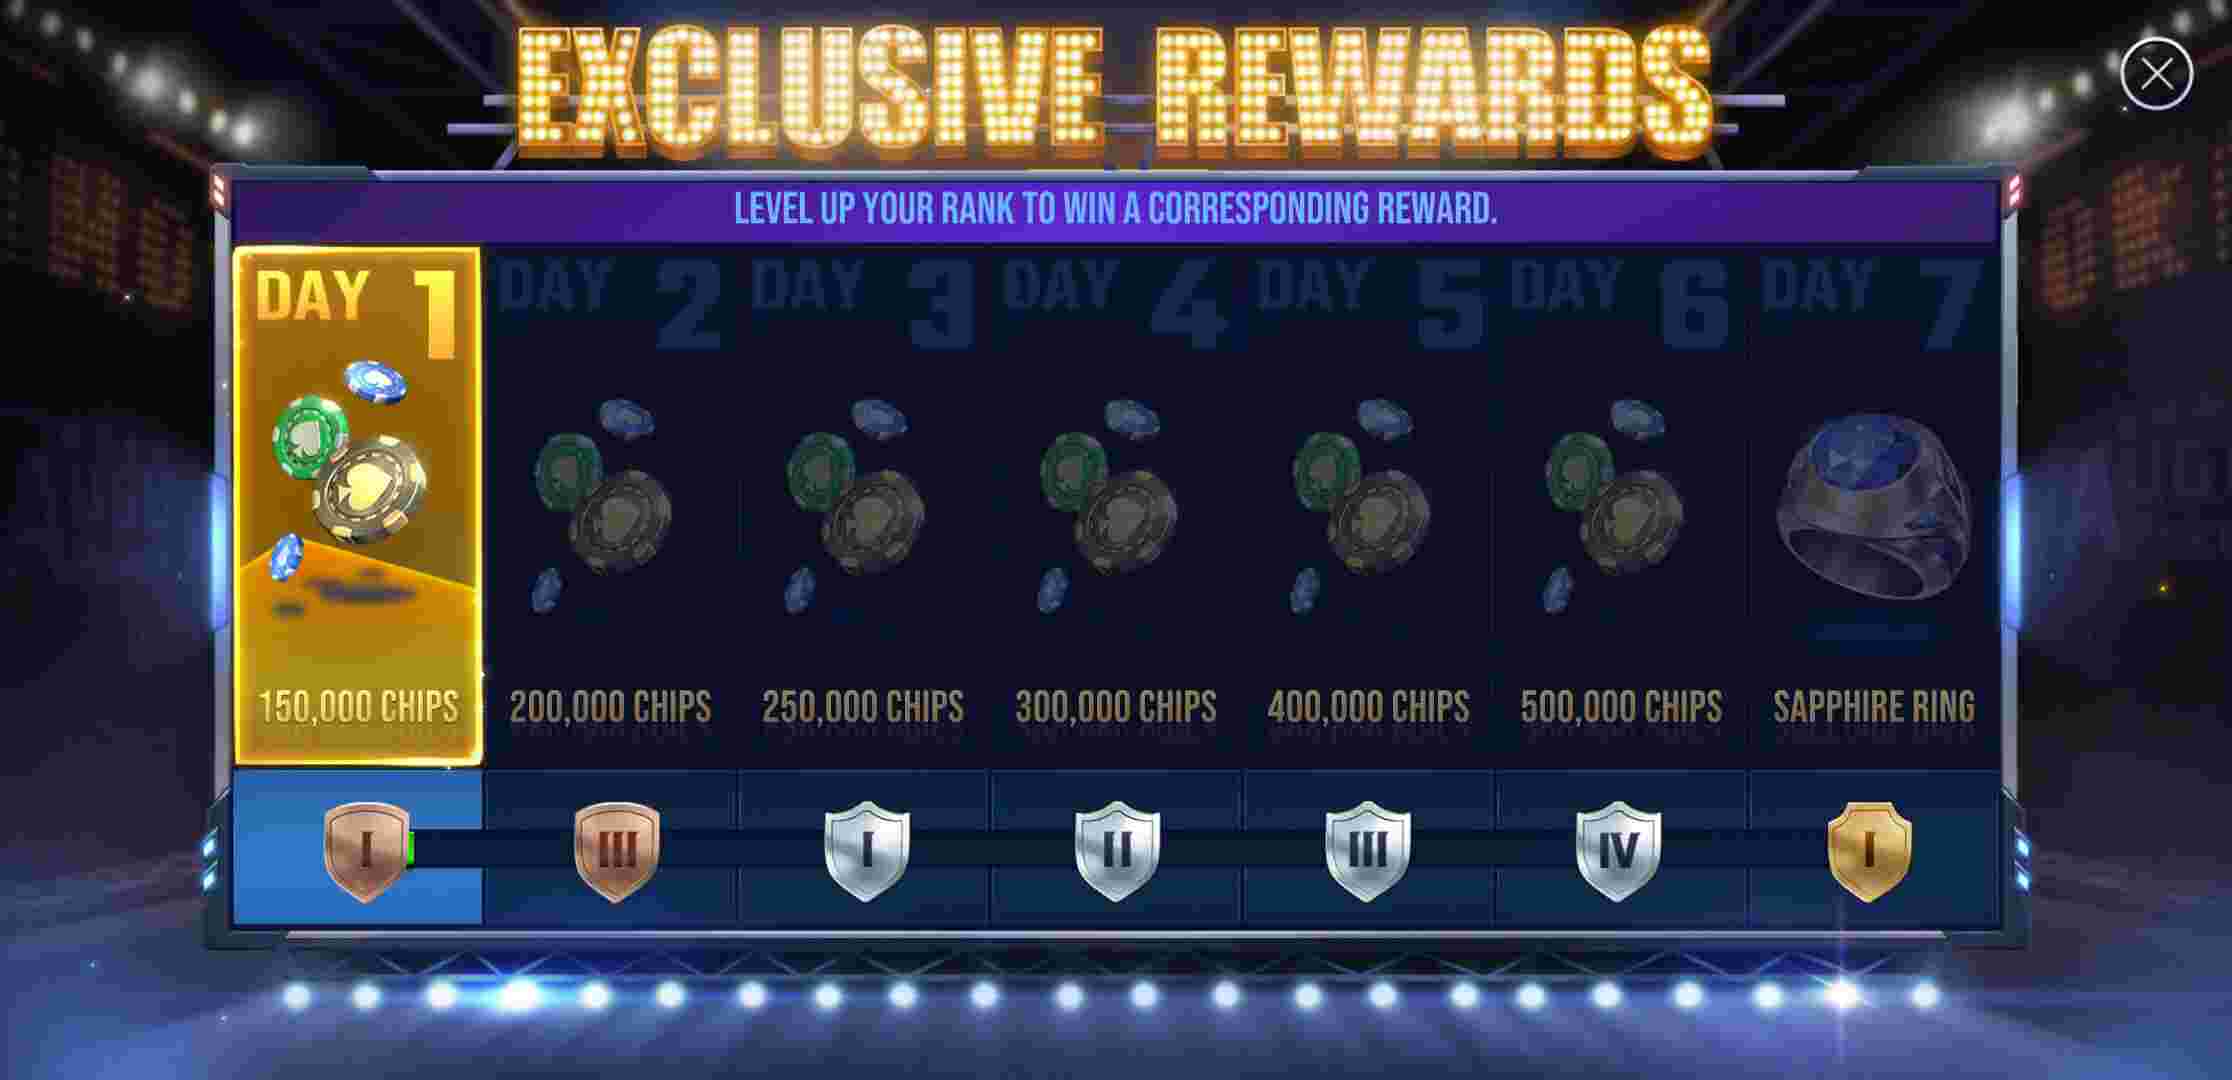 EXCLUSIVE REWARDS
LEVEL UP YOUR RANK TO WIN A CORRESPONDING REWARD.
DAY 1
DAY 2
DAY 3
DAY 4
DAY 5
DAY 6
DAY 7
150,000 CHIPS
200,000 CHIPS
250,000 CHIPS
300,000 CHIPS
400,000 CHIPS
500,000 CHIPS
SAPPHIRE RING
I
III
I
II
III
IV
I